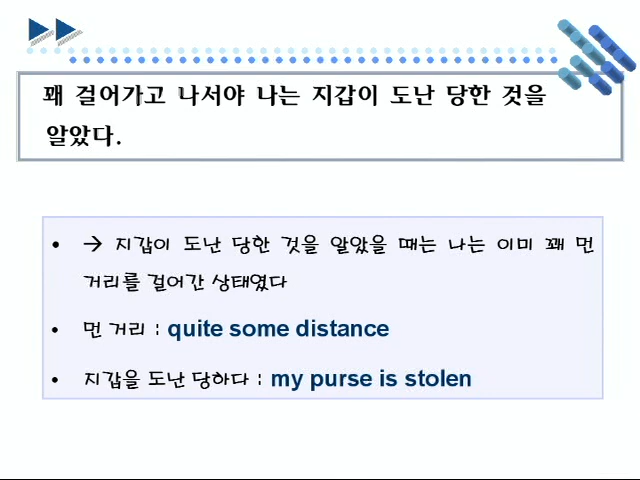 꽤 걸어가고 나서야 나는 지갑이 도난 당한 것을
알았다.
• → 지갑이 도난 당한 것을 알았을 때는 나는 이미 꽤 먼
거리를 걸어간 상태였다
• 먼 거리 : quite some distance
• 지갑을 도난 당하다 : my purse is stolen